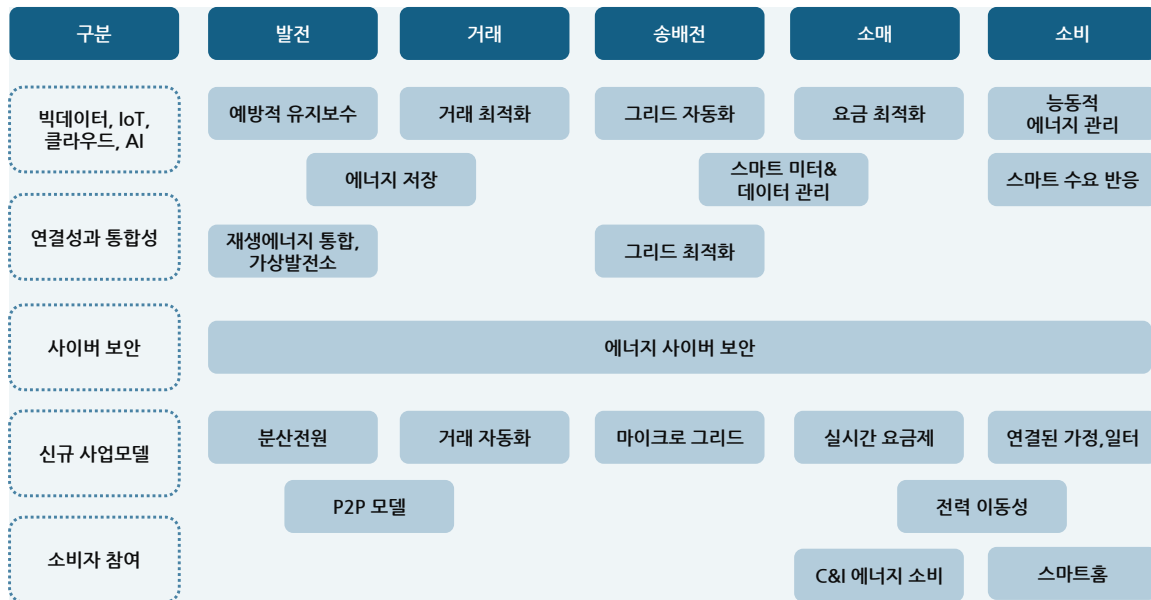 구분
발전
거래
송배전
소매
소비
빅데이터, IoT,
클라우드, AI
예방적 유지보수
거래 최적화
그리드 자동화
요금 최적화
능동적
에너지 관리
에너지 저장
스마트 미터&
데이터 관리
스마트 수요 반응
연결성과 통합성
재생에너지 통합,
가상발전소
그리드 최적화
사이버 보안
에너지 사이버 보안
신규 사업모델
분산전원
거래 자동화
마이크로 그리드
실시간 요금제
연결된 가정,일터
P2P 모델
전력 이동성
소비자 참여
C&I 에너지 소비
스마트홈